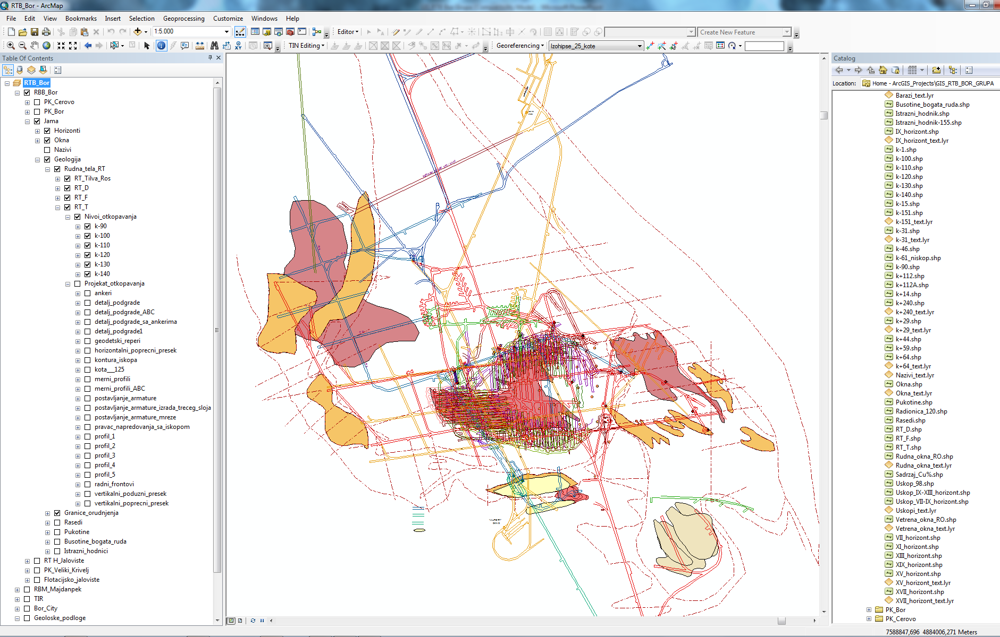 RTB_Bor - ArcMap
File Edit View Bookmarks Insert Selection Geoprocessing Customize Windows Help
1:5.000 Editor Create New Feature
TIN Editing Georeferencing Izohipse_25_kote
Table Of Contents
RTB_Bor
RBB_Bor
PK_Cerovo
PK_Bor
Jama
Horizonti
Okna
Nazivi
Geologija
Rudna_tela_RT
RT_Tilva_Ros
RT_D
RT_F
RT_T
Nivoi_otkopavanja
k-90
k-100
k-110
k-120
k-130
k-140
Projekat_otkopavanja
ankeri
detalj_podgrade
detalj_podgrade_ABC
detalj_podgrade_sa_ankerima
detalj_podgrade1
geodetski_reperi
horizontalni_poprecni_presek
kontura_iskopa
kota___125
merni_profili
merni_profili_ABC
postavljanje_armature
postavljanje_armature_izrada_treceg_sloja
postavljanje_armature_mreze
pravac_napredovanja_sa_iskopom
profil_1
profil_2
profil_3
profil_4
profil_5
radni_frontovi
vertikalni_poduzni_presek
vertikalni_poprecni_presek
Granice_orudnjenja
Rasedi
Pukotine
Busotine_bogata_ruda
Istrazni_hodnici
RT H_Jaloviste
PK_Veliki_Krivelj
Flotacijsko_jaloviste
RBM_Majdanpek
TIR
Bor_City
Geoloske_podloge
Catalog
Location: Home - ArcGIS_Projects\GIS_RTB_BOR_GRUPA
Barazi_text.lyr
Busotine_bogata_ruda.shp
Istrazni_hodnik.shp
Istrazni_hodnik-155.shp
IX_horizont.shp
IX_horizont_text.lyr
k-1.shp
k-100.shp
k-110.shp
k-120.shp
k-130.shp
k-140.shp
k-15.shp
k-151.shp
k-151_text.lyr
k-31.shp
k-31_text.lyr
k-46.shp
k-61_niskop.shp
k-90.shp
k+112.shp
k+112A.shp
k+14.shp
k+240.shp
k+240_text.lyr
k+29.shp
k+29_text.lyr
k+44.shp
k+59.shp
k+64.shp
k+64_text.lyr
Nazivi_text.lyr
Okna.shp
Okna_text.lyr
Pukotine.shp
Radionica_120.shp
Rasedi.shp
RT_D.shp
RT_F.shp
RT_T.shp
Rudna_okna_RO.shp
Rudna_okna_text.lyr
Sadrzaj_Cu%.shp
Uskop_98.shp
Uskop_IX-XIII_horizont.shp
Uskop_VII-IX_horizont.shp
Uskopi_text.lyr
Vetrena_okna_RO.shp
Vetrena_okna_text.lyr
VII_horizont.shp
XI_horizont.shp
XIII_horizont.shp
XIX_horizont.shp
XV_horizont.shp
XV_horizont_text.lyr
XVII_horizont.shp
XVII_horizont_text.lyr
PK_Bor
PK_Cerovo
7588847,696 4884006,271 Meters